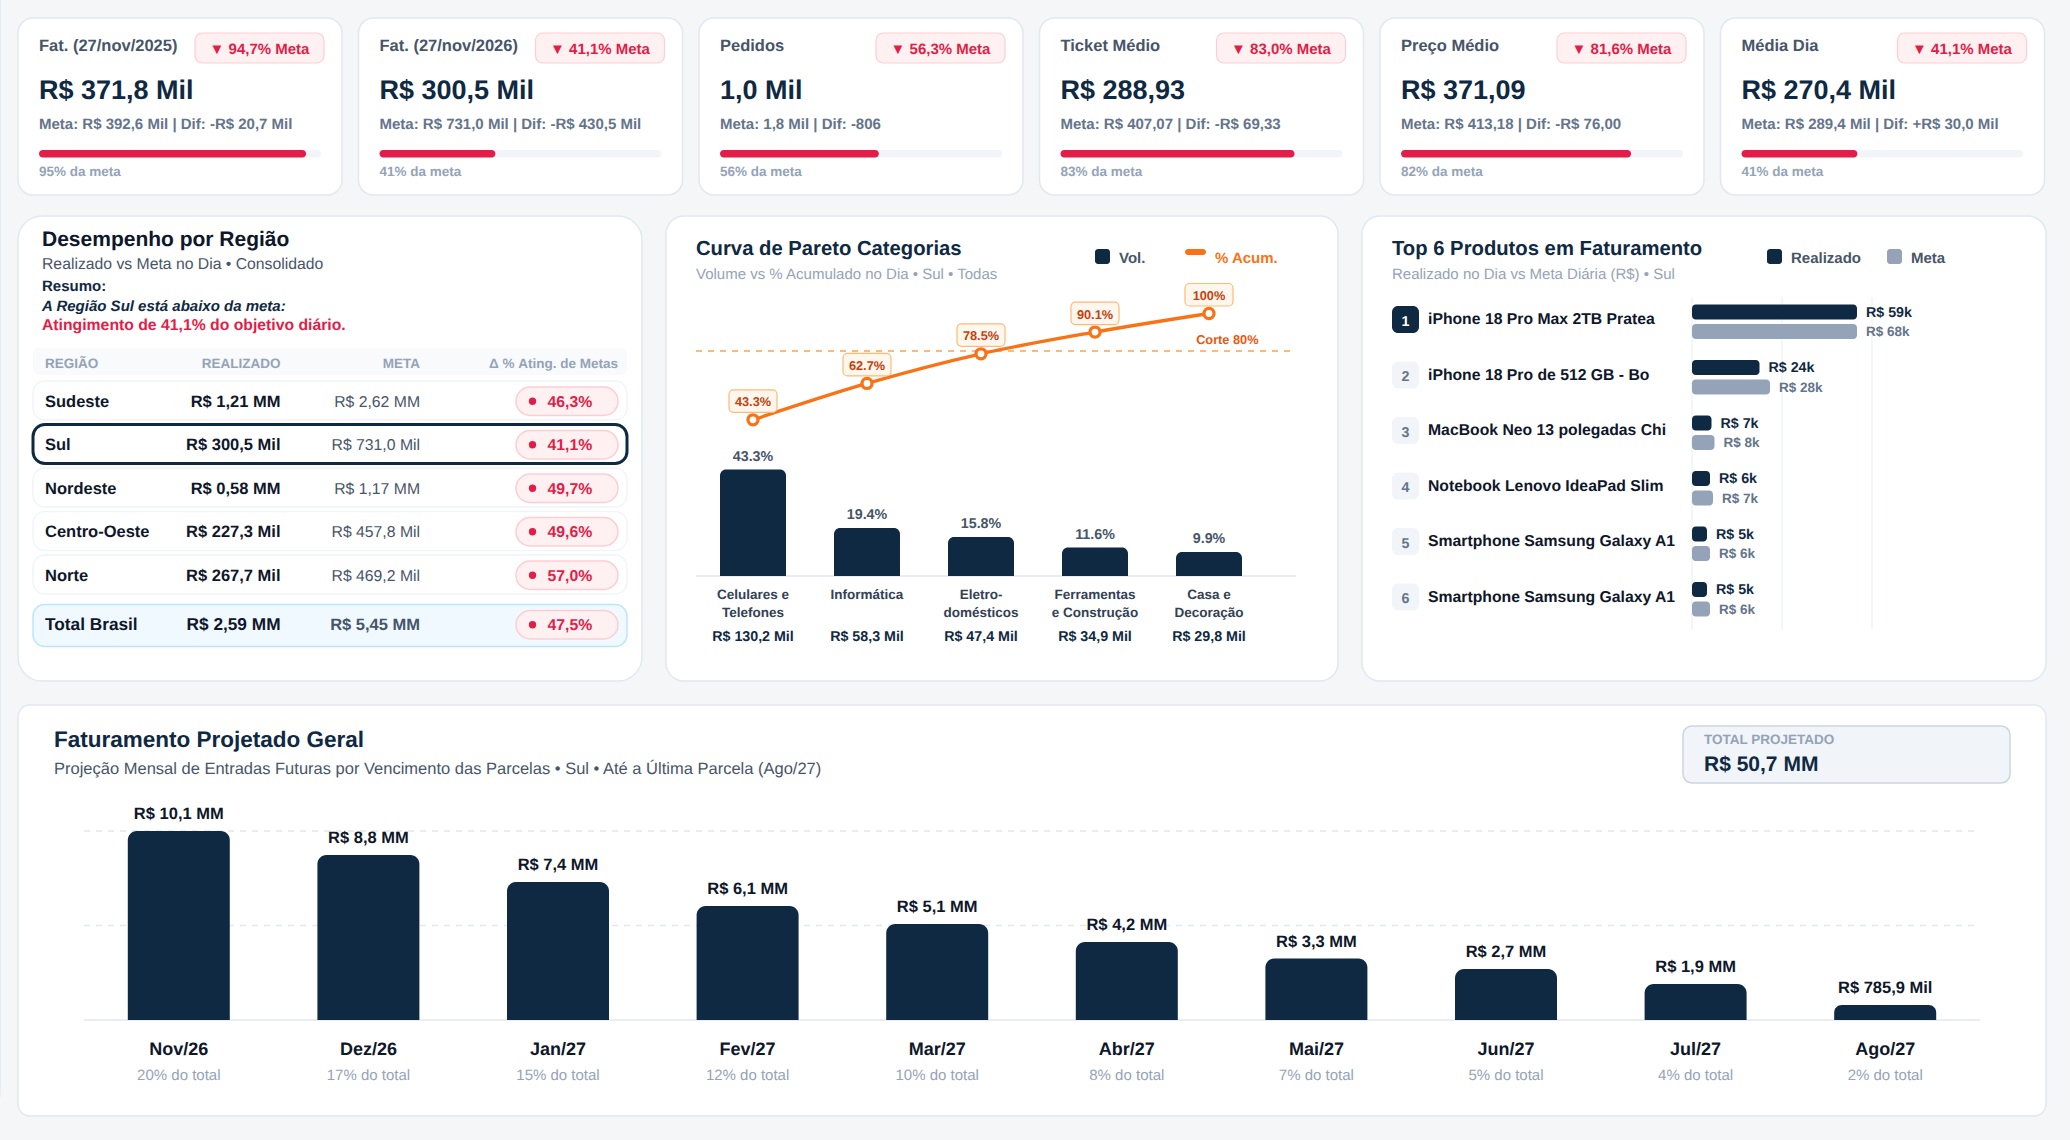 Fat. (27/nov/2025) ▼ 94,7% Meta
R$ 371,8 Mil
Meta: R$ 392,6 Mil | Dif: -R$ 20,7 Mil
95% da meta
Fat. (27/nov/2026) ▼ 41,1% Meta
R$ 300,5 Mil
Meta: R$ 731,0 Mil | Dif: -R$ 430,5 Mil
41% da meta
Pedidos ▼ 56,3% Meta
1,0 Mil
Meta: 1,8 Mil | Dif: -806
56% da meta
Ticket Médio ▼ 83,0% Meta
R$ 288,93
Meta: R$ 407,07 | Dif: -R$ 69,33
83% da meta
Preço Médio ▼ 81,6% Meta
R$ 371,09
Meta: R$ 413,18 | Dif: -R$ 76,00
82% da meta
Média Dia ▼ 41,1% Meta
R$ 270,4 Mil
Meta: R$ 289,4 Mil | Dif: +R$ 30,0 Mil
41% da meta
Desempenho por Região
Realizado vs Meta no Dia • Consolidado
Resumo:
A Região Sul está abaixo da meta:
Atingimento de 41,1% do objetivo diário.
REGIÃO REALIZADO META Δ % Ating. de Metas
Sudeste R$ 1,21 MM R$ 2,62 MM 46,3%
Sul R$ 300,5 Mil R$ 731,0 Mil 41,1%
Nordeste R$ 0,58 MM R$ 1,17 MM 49,7%
Centro-Oeste R$ 227,3 Mil R$ 457,8 Mil 49,6%
Norte R$ 267,7 Mil R$ 469,2 Mil 57,0%
Total Brasil R$ 2,59 MM R$ 5,45 MM 47,5%
Curva de Pareto Categorias
Vol. % Acum.
Volume vs % Acumulado no Dia • Sul • Todas
100%
90.1%
78.5%
Corte 80%
62.7%
43.3%
43.3%
19.4%
15.8%
11.6%
9.9%
Celulares e
Telefones
R$ 130,2 Mil
Informática
R$ 58,3 Mil
Eletro-
domésticos
R$ 47,4 Mil
Ferramentas
e Construção
R$ 34,9 Mil
Casa e
Decoração
R$ 29,8 Mil
Top 6 Produtos em Faturamento
Realizado Meta
Realizado no Dia vs Meta Diária (R$) • Sul
1 iPhone 18 Pro Max 2TB Pratea R$ 59k
R$ 68k
2 iPhone 18 Pro de 512 GB - Bo R$ 24k
R$ 28k
3 MacBook Neo 13 polegadas Chi R$ 7k
R$ 8k
4 Notebook Lenovo IdeaPad Slim R$ 6k
R$ 7k
5 Smartphone Samsung Galaxy A1 R$ 5k
R$ 6k
6 Smartphone Samsung Galaxy A1 R$ 5k
R$ 6k
Faturamento Projetado Geral
Projeção Mensal de Entradas Futuras por Vencimento das Parcelas • Sul • Até a Última Parcela (Ago/27)
TOTAL PROJETADO
R$ 50,7 MM
R$ 10,1 MM
R$ 8,8 MM
R$ 7,4 MM
R$ 6,1 MM
R$ 5,1 MM
R$ 4,2 MM
R$ 3,3 MM
R$ 2,7 MM
R$ 1,9 MM
R$ 785,9 Mil
Nov/26 Dez/26 Jan/27 Fev/27 Mar/27 Abr/27 Mai/27 Jun/27 Jul/27 Ago/27
20% do total 17% do total 15% do total 12% do total 10% do total 8% do total 7% do total 5% do total 4% do total 2% do total